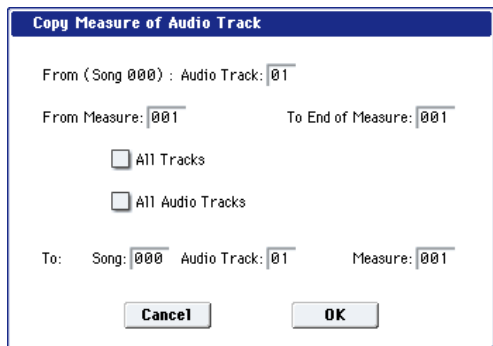 Copy Measure of Audio Track
From (Song 000) : Audio Track: 01
From Measure: 001 To End of Measure: 001
All Tracks
All Audio Tracks
To: Song: 000 Audio Track: 01 Measure: 001
Cancel OK